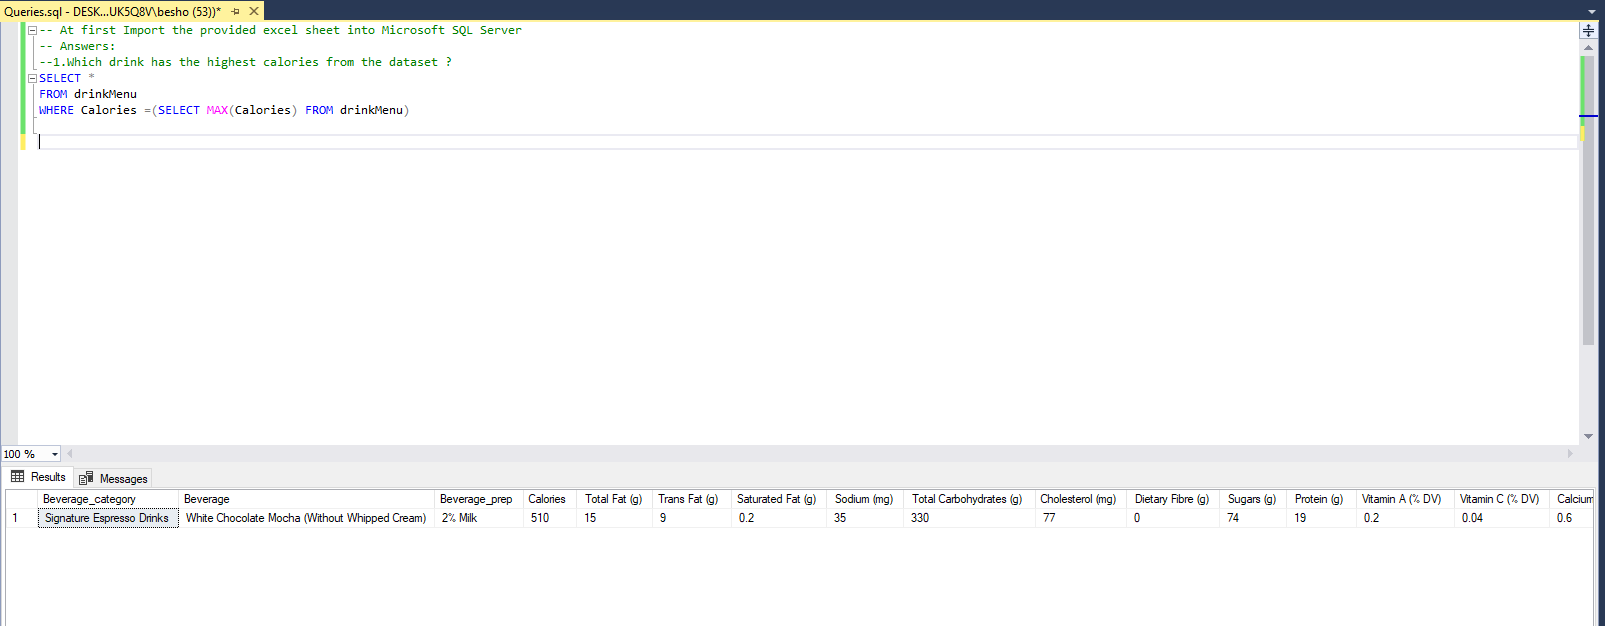 Queries.sql - DESK...UK5Q8V\besho (53))*
-- At first Import the provided excel sheet into Microsoft SQL Server
-- Answers:
--1.Which drink has the highest calories from the dataset ?
SELECT *
FROM drinkMenu
WHERE Calories =(SELECT MAX(Calories) FROM drinkMenu)
100 %
Results Messages
Beverage_category Beverage Beverage_prep Calories Total Fat (g) Trans Fat (g) Saturated Fat (g) Sodium (mg) Total Carbohydrates (g) Cholesterol (mg) Dietary Fibre (g) Sugars (g) Protein (g) Vitamin A (% DV) Vitamin C (% DV) Calcium
1 Signature Espresso Drinks White Chocolate Mocha (Without Whipped Cream) 2% Milk 510 15 9 0.2 35 330 77 0 74 19 0.2 0.04 0.6